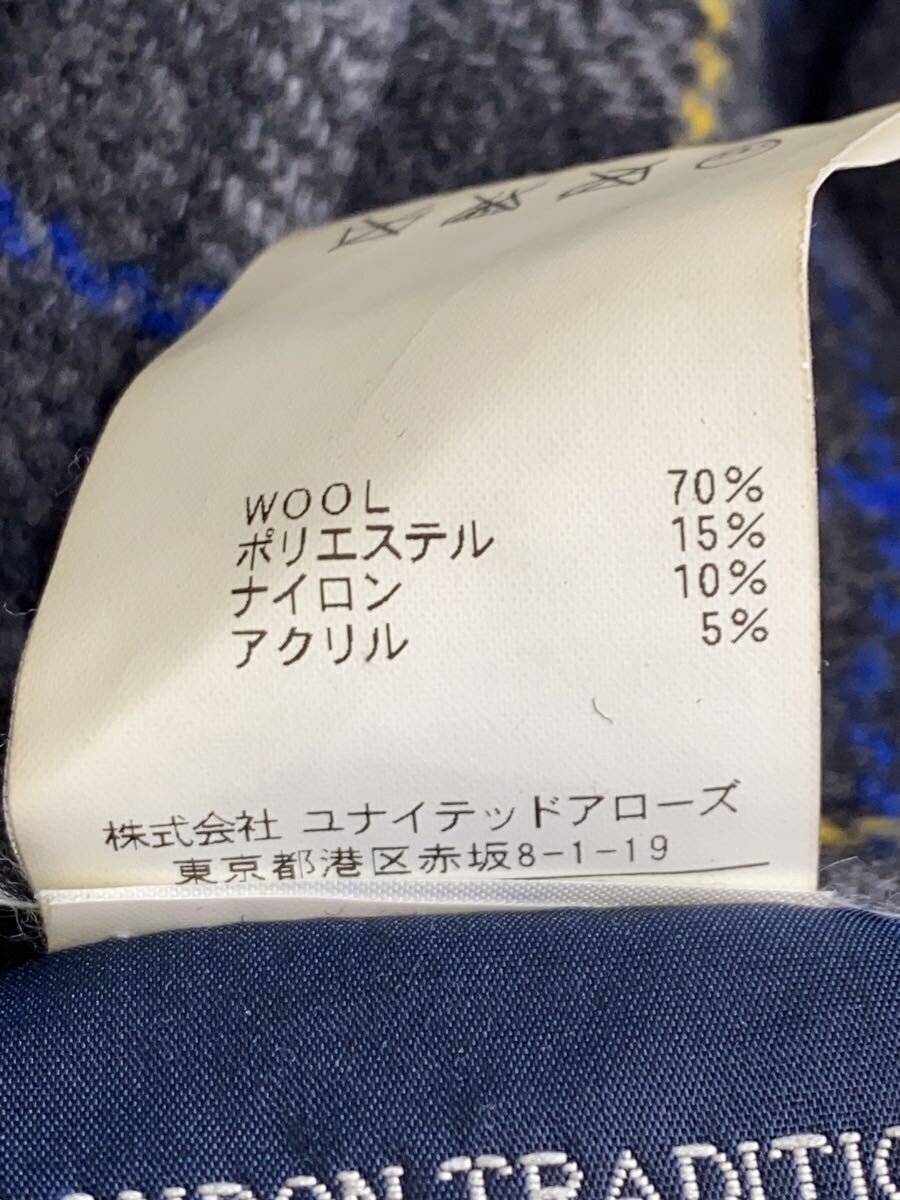 WOOL 70%
ポリエステル 15%
ナイロン 10%
アクリル 5%
株式会社 ユナイテッドアローズ
東京都港区赤坂8-1-19